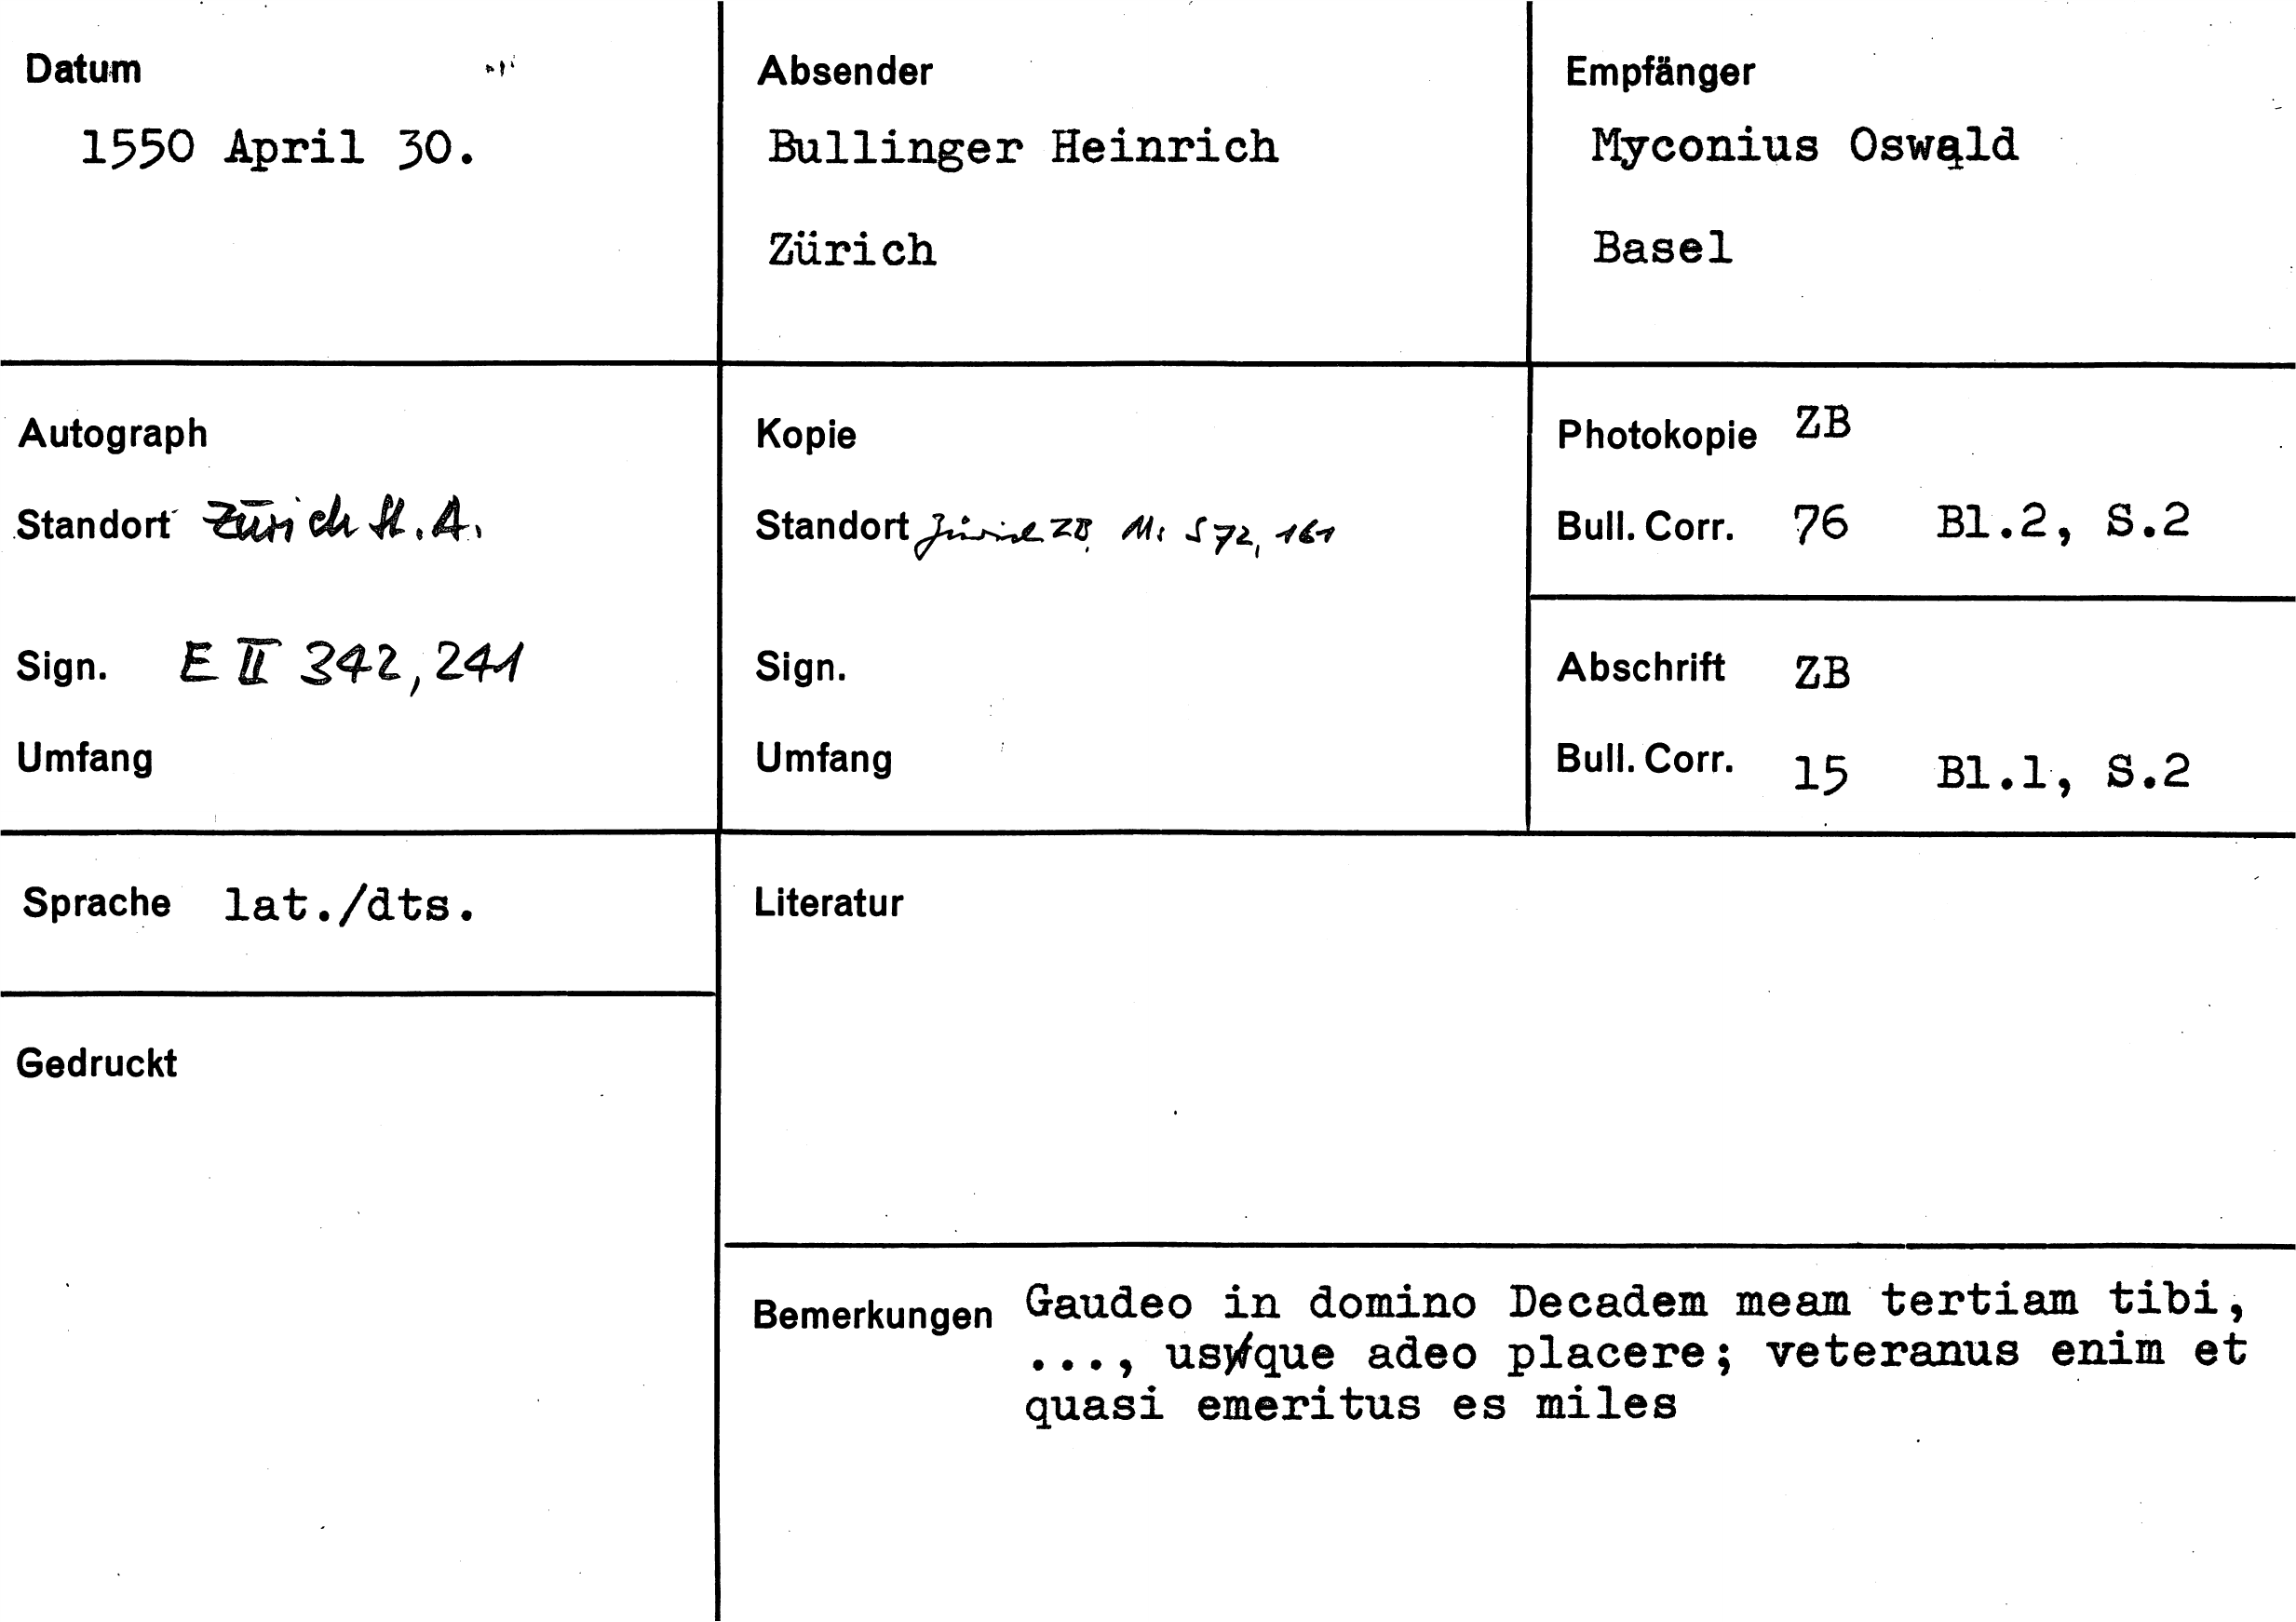 Datum
1550 April 30.
Absender
Bullinger Heinrich
Zürich
Empfänger
Myconius Oswald
Basel
Autograph
Standort Zürich St. A.
Sign. E II 342, 241
Umfang
Kopie
Standort Zürich ZB, Ms S 72, 161
Sign.
Umfang
Photokopie ZB
Bull. Corr. 76 Bl.2, S.2
Abschrift ZB
Bull. Corr. 15 Bl.1, S.2
Sprache lat./dts.
Gedruckt
Literatur
Bemerkungen Gaudeo in domino Decadem meam tertiam tibi,
..., usque adeo placere; veteranus enim et
quasi emeritus es miles